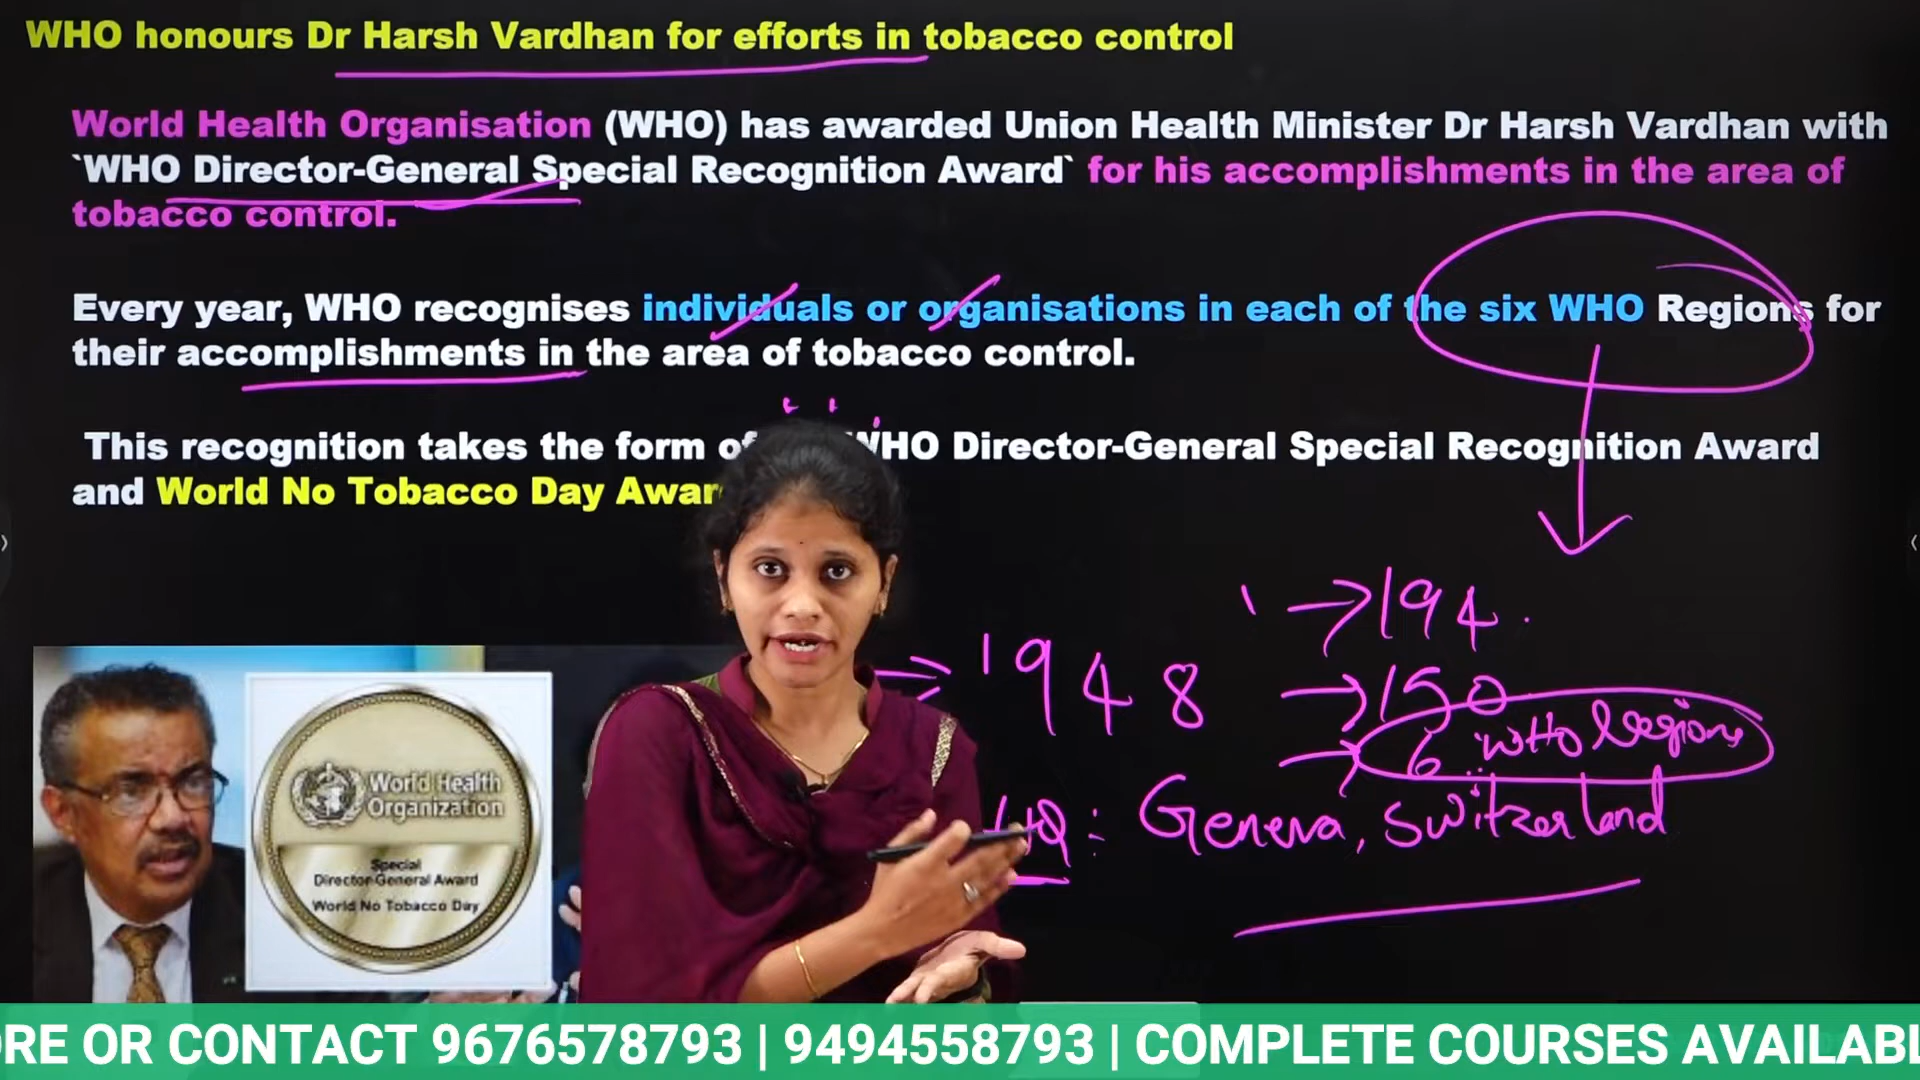 WHO honours Dr Harsh Vardhan for efforts in tobacco control
World Health Organisation (WHO) has awarded Union Health Minister Dr Harsh Vardhan with
`WHO Director-General Special Recognition Award` for his accomplishments in the area of
tobacco control.
Every year, WHO recognises individuals or organisations in each of the six WHO Regions for
their accomplishments in the area of tobacco control.
This recognition takes the form of WHO Director-General Special Recognition Award
and World No Tobacco Day Awar
194
1948
150
6 WHO Regions
HQ: Geneva, Switzerland
World Health
Organization
Special
Director-General Award
World No Tobacco Day
ORE OR CONTACT 9676578793 | 9494558793 | COMPLETE COURSES AVAILABL